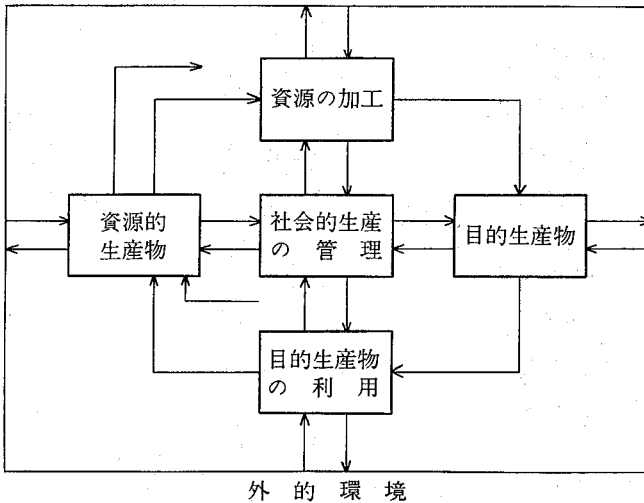 資源の加工
資源的
生産物
社会的生産
の管理
目的生産物
目的生産物
の利用
外的環境